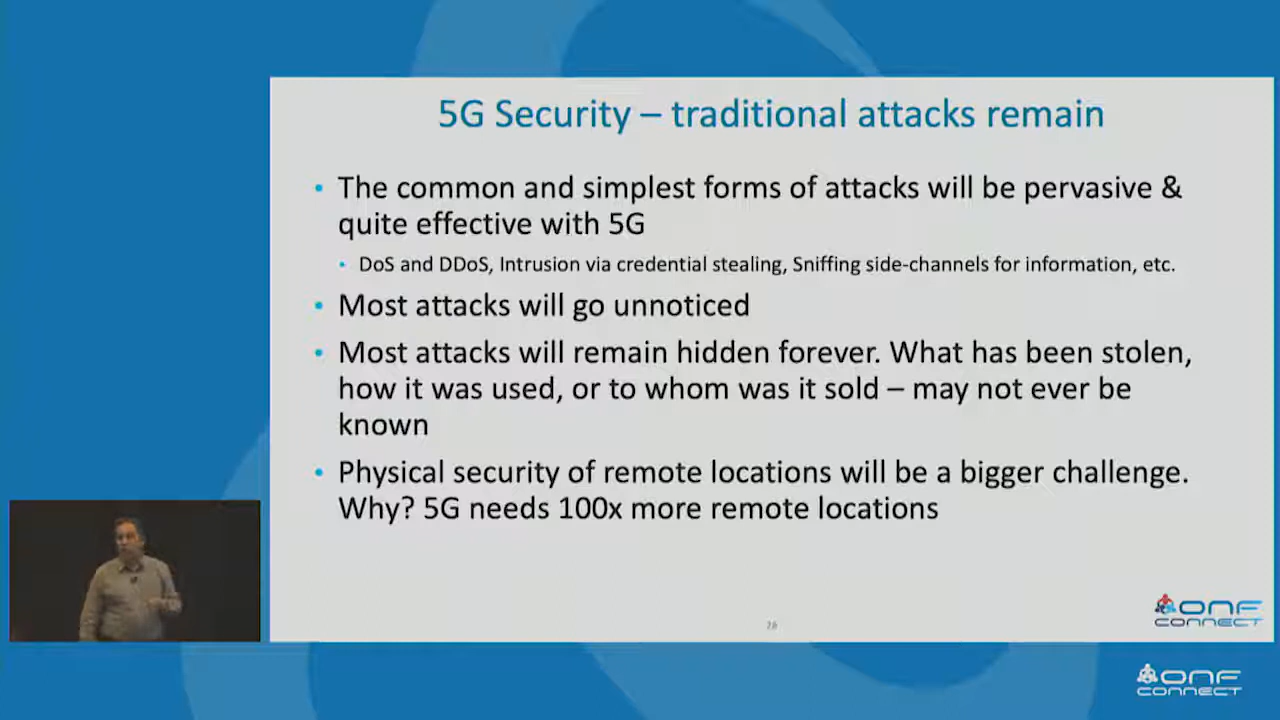 5G Security – traditional attacks remain
• The common and simplest forms of attacks will be pervasive &
quite effective with 5G
• DoS and DDoS, Intrusion via credential stealing, Sniffing side-channels for information, etc.
• Most attacks will go unnoticed
• Most attacks will remain hidden forever. What has been stolen,
how it was used, or to whom was it sold – may not ever be
known
• Physical security of remote locations will be a bigger challenge.
Why? 5G needs 100x more remote locations
ONF
CONNECT
ONF
CONNECT